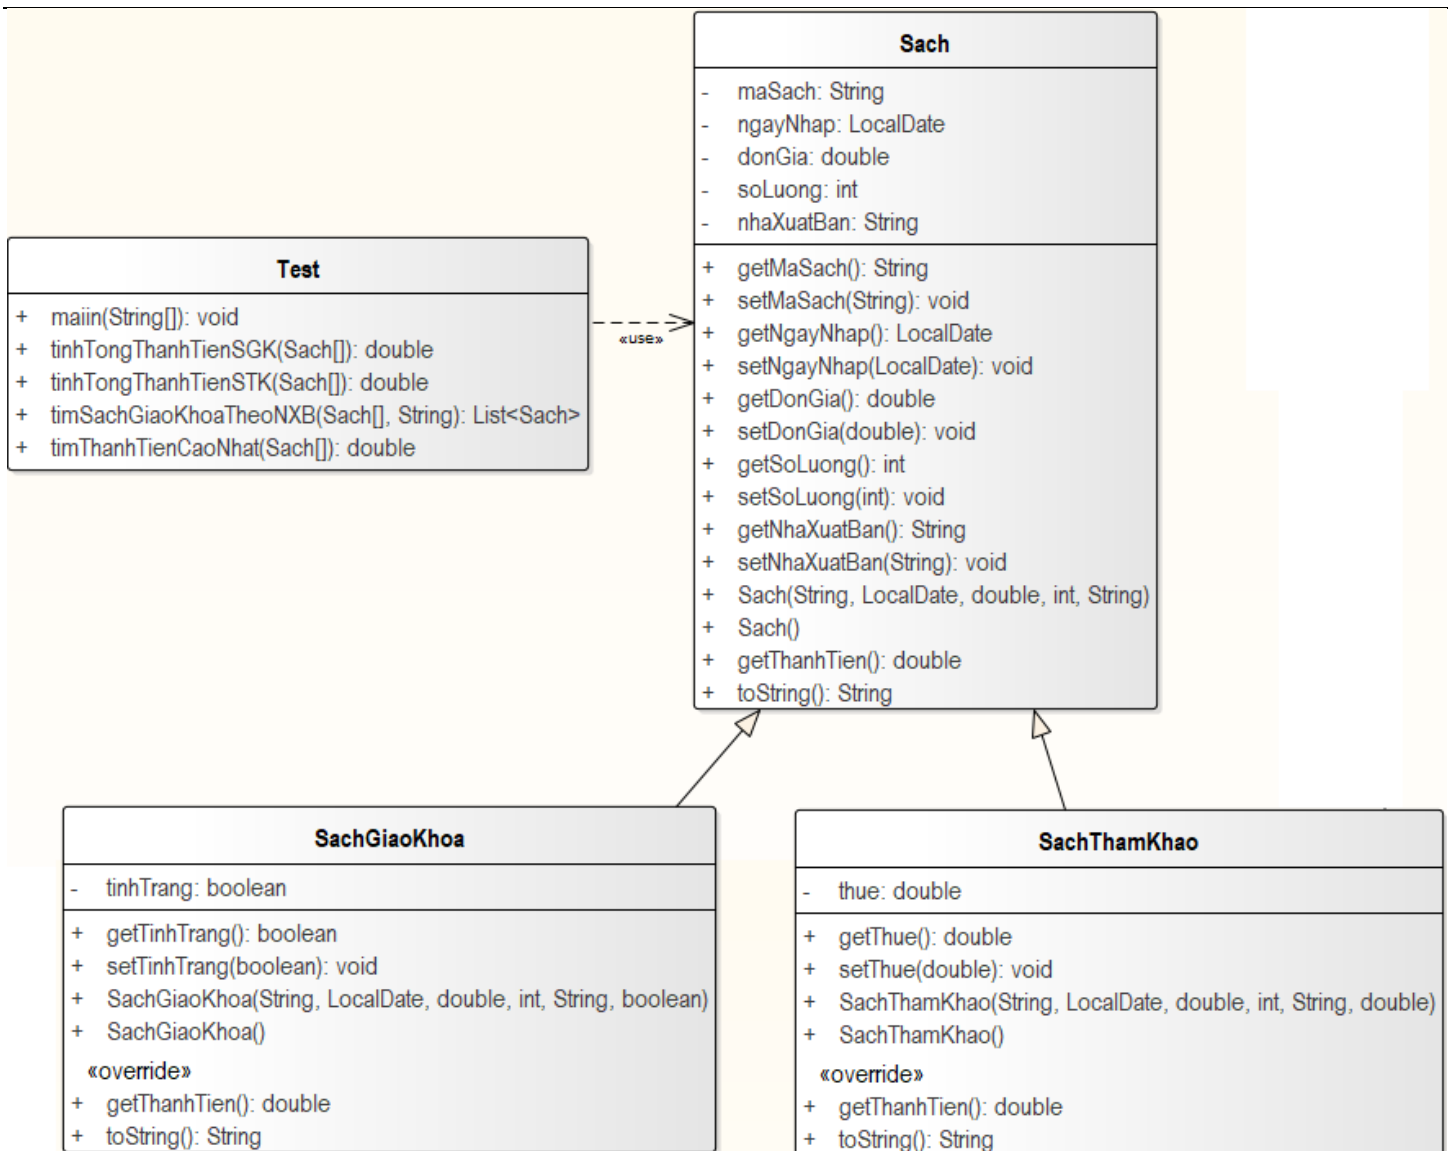 Sach
- maSach: String
- ngayNhap: LocalDate
- donGia: double
- soLuong: int
- nhaXuatBan: String
+ getMaSach(): String
+ setMaSach(String): void
+ getNgayNhap(): LocalDate
+ setNgayNhap(LocalDate): void
+ getDonGia(): double
+ setDonGia(double): void
+ getSoLuong(): int
+ setSoLuong(int): void
+ getNhaXuatBan(): String
+ setNhaXuatBan(String): void
+ Sach(String, LocalDate, double, int, String)
+ Sach()
+ getThanhTien(): double
+ toString(): String
Test
+ maiin(String[]): void
+ tinhTongThanhTienSGK(Sach[]): double
+ tinhTongThanhTienSTK(Sach[]): double
+ timSachGiaoKhoaTheoNXB(Sach[], String): List<Sach>
+ timThanhTienCaoNhat(Sach[]): double
«use»
SachGiaoKhoa
- tinhTrang: boolean
+ getTinhTrang(): boolean
+ setTinhTrang(boolean): void
+ SachGiaoKhoa(String, LocalDate, double, int, String, boolean)
+ SachGiaoKhoa()
«override»
+ getThanhTien(): double
+ toString(): String
SachThamKhao
- thue: double
+ getThue(): double
+ setThue(double): void
+ SachThamKhao(String, LocalDate, double, int, String, double)
+ SachThamKhao()
«override»
+ getThanhTien(): double
+ toString(): String